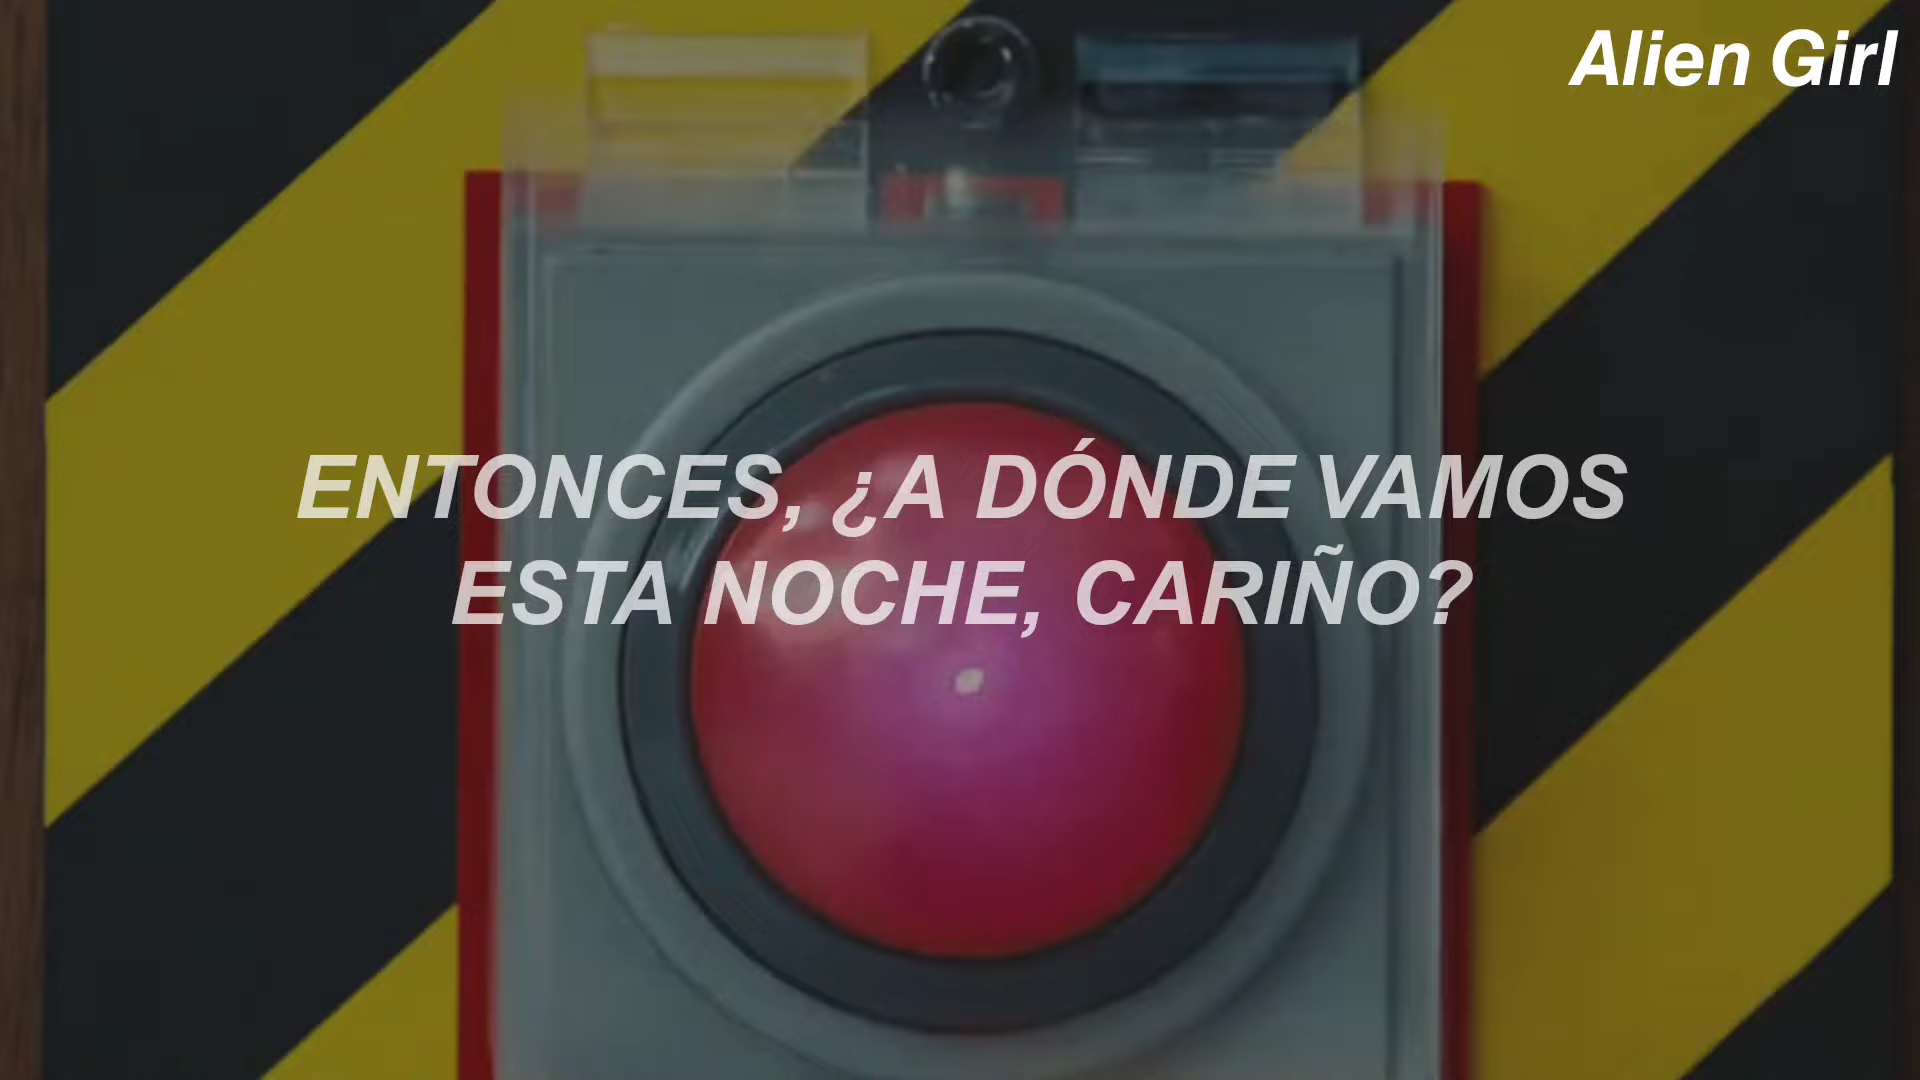 Alien Girl
ENTONCES, ¿A DÓNDE VAMOS
ESTA NOCHE, CARIÑO?